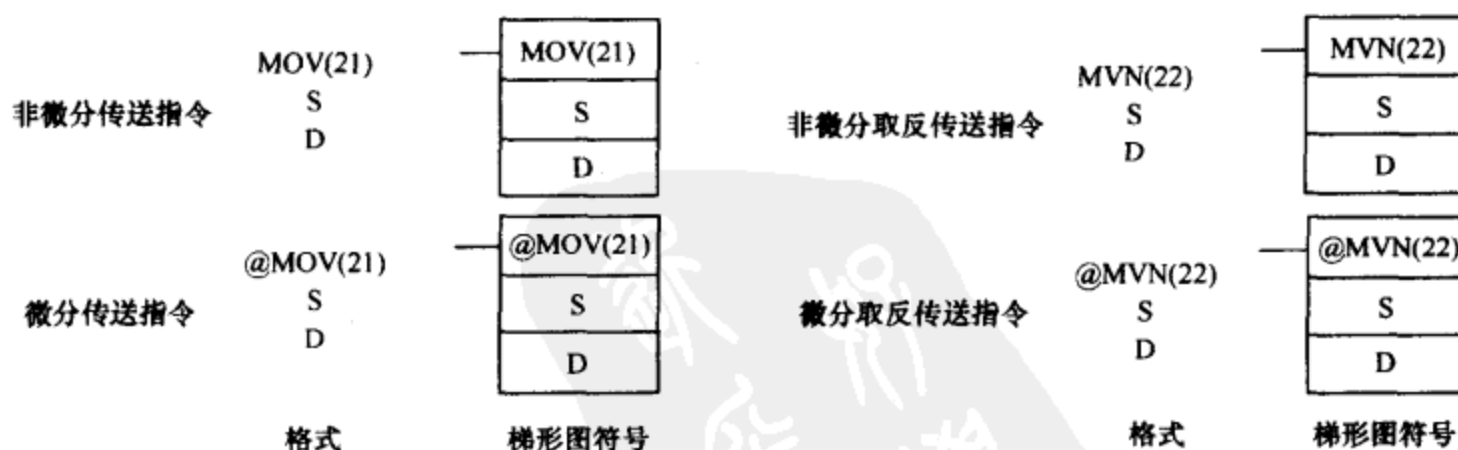 非微分传送指令
MOV(21)
S
D
MOV(21)
S
D
非微分取反传送指令
MVN(22)
S
D
MVN(22)
S
D
微分传送指令
@MOV(21)
S
D
@MOV(21)
S
D
微分取反传送指令
@MVN(22)
S
D
@MVN(22)
S
D
格式
梯形图符号
格式
梯形图符号